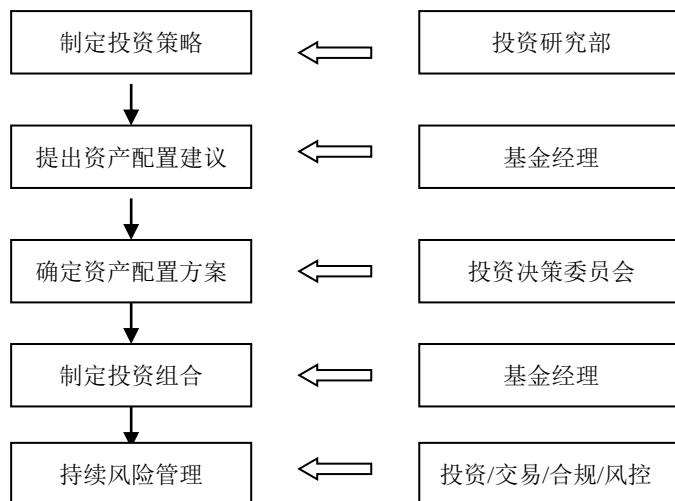 制定投资策略
投资研究部
提出资产配置建议
基金经理
确定资产配置方案
投资决策委员会
制定投资组合
基金经理
持续风险管理
投资/交易/合规/风控